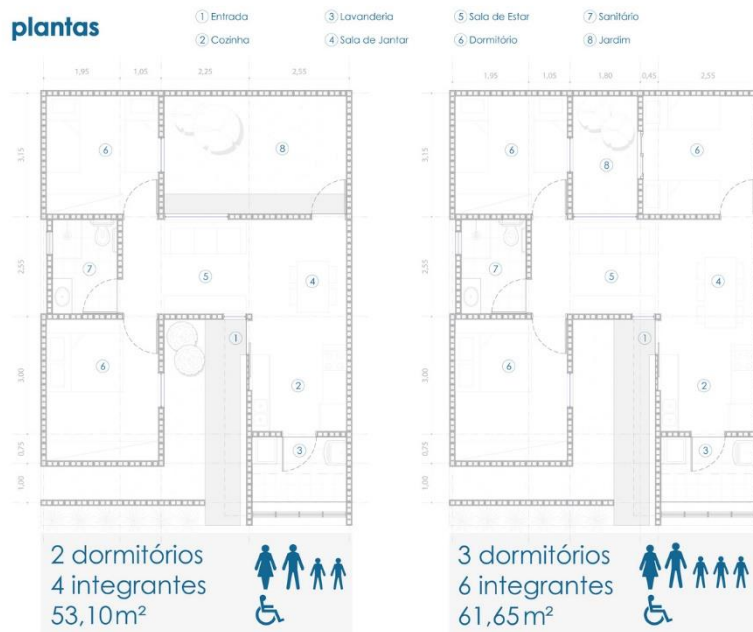 plantas
1 Entrada
2 Cozinha
3 Lavanderia
4 Sala de Jantar
5 Sala de Estar
6 Dormitório
7 Sanitário
8 Jardim
1,95 1,05 2,25 2,55
3,15
2,55
3,00
0,75
1,00
6
8
7
5
4
1
6
2
3
2 dormitórios
4 integrantes
53,10m²
1,95 1,05 1,80 0,45 2,55
3,15
2,55
3,00
0,75
1,00
6
8
6
7
5
4
1
6
2
3
3 dormitórios
6 integrantes
61,65m²